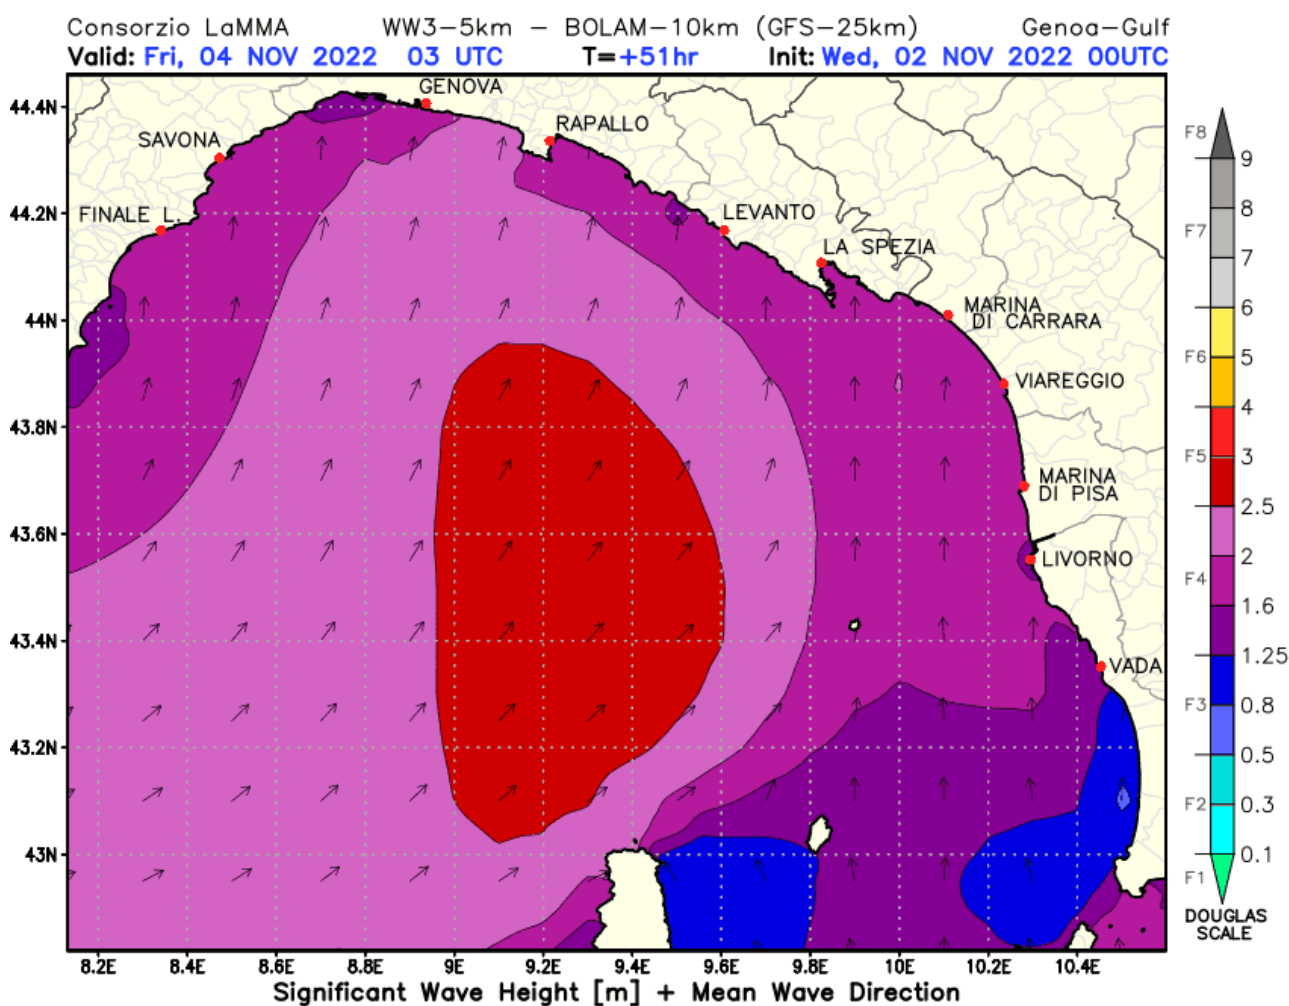 Consorzio LaMMA WW3-5km - BOLAM-10km (GFS-25km) Genoa-Gulf
Valid: Fri, 04 NOV 2022 03 UTC T=+51hr Init: Wed, 02 NOV 2022 00UTC
GENOVA
RAPALLO
SAVONA
FINALE L.
LEVANTO
LA SPEZIA
MARINA
DI CARRARA
VIAREGGIO
MARINA
DI PISA
LIVORNO
VADA
44.4N
44.2N
44N
43.8N
43.6N
43.4N
43.2N
43N
8.2E 8.4E 8.6E 8.8E 9E 9.2E 9.4E 9.6E 9.8E 10E 10.2E 10.4E
Significant Wave Height [m] + Mean Wave Direction
F8
9
8
F7
7
6
F6
5
4
F5
3
2.5
2
F4
1.6
1.25
F3
0.8
0.5
F2
0.3
0.1
F1
DOUGLAS
SCALE